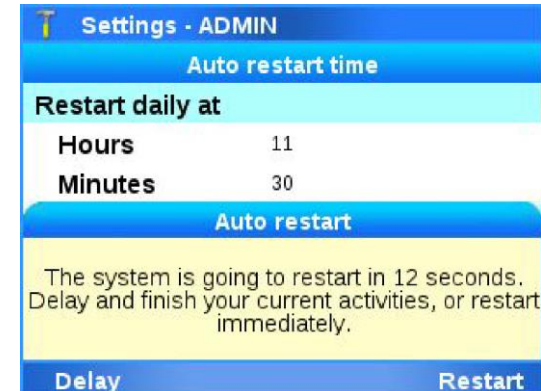 Settings - ADMIN
Auto restart time
Restart daily at
Hours 11
Minutes 30
Auto restart
The system is going to restart in 12 seconds.
Delay and finish your current activities, or restart
immediately.
Delay Restart